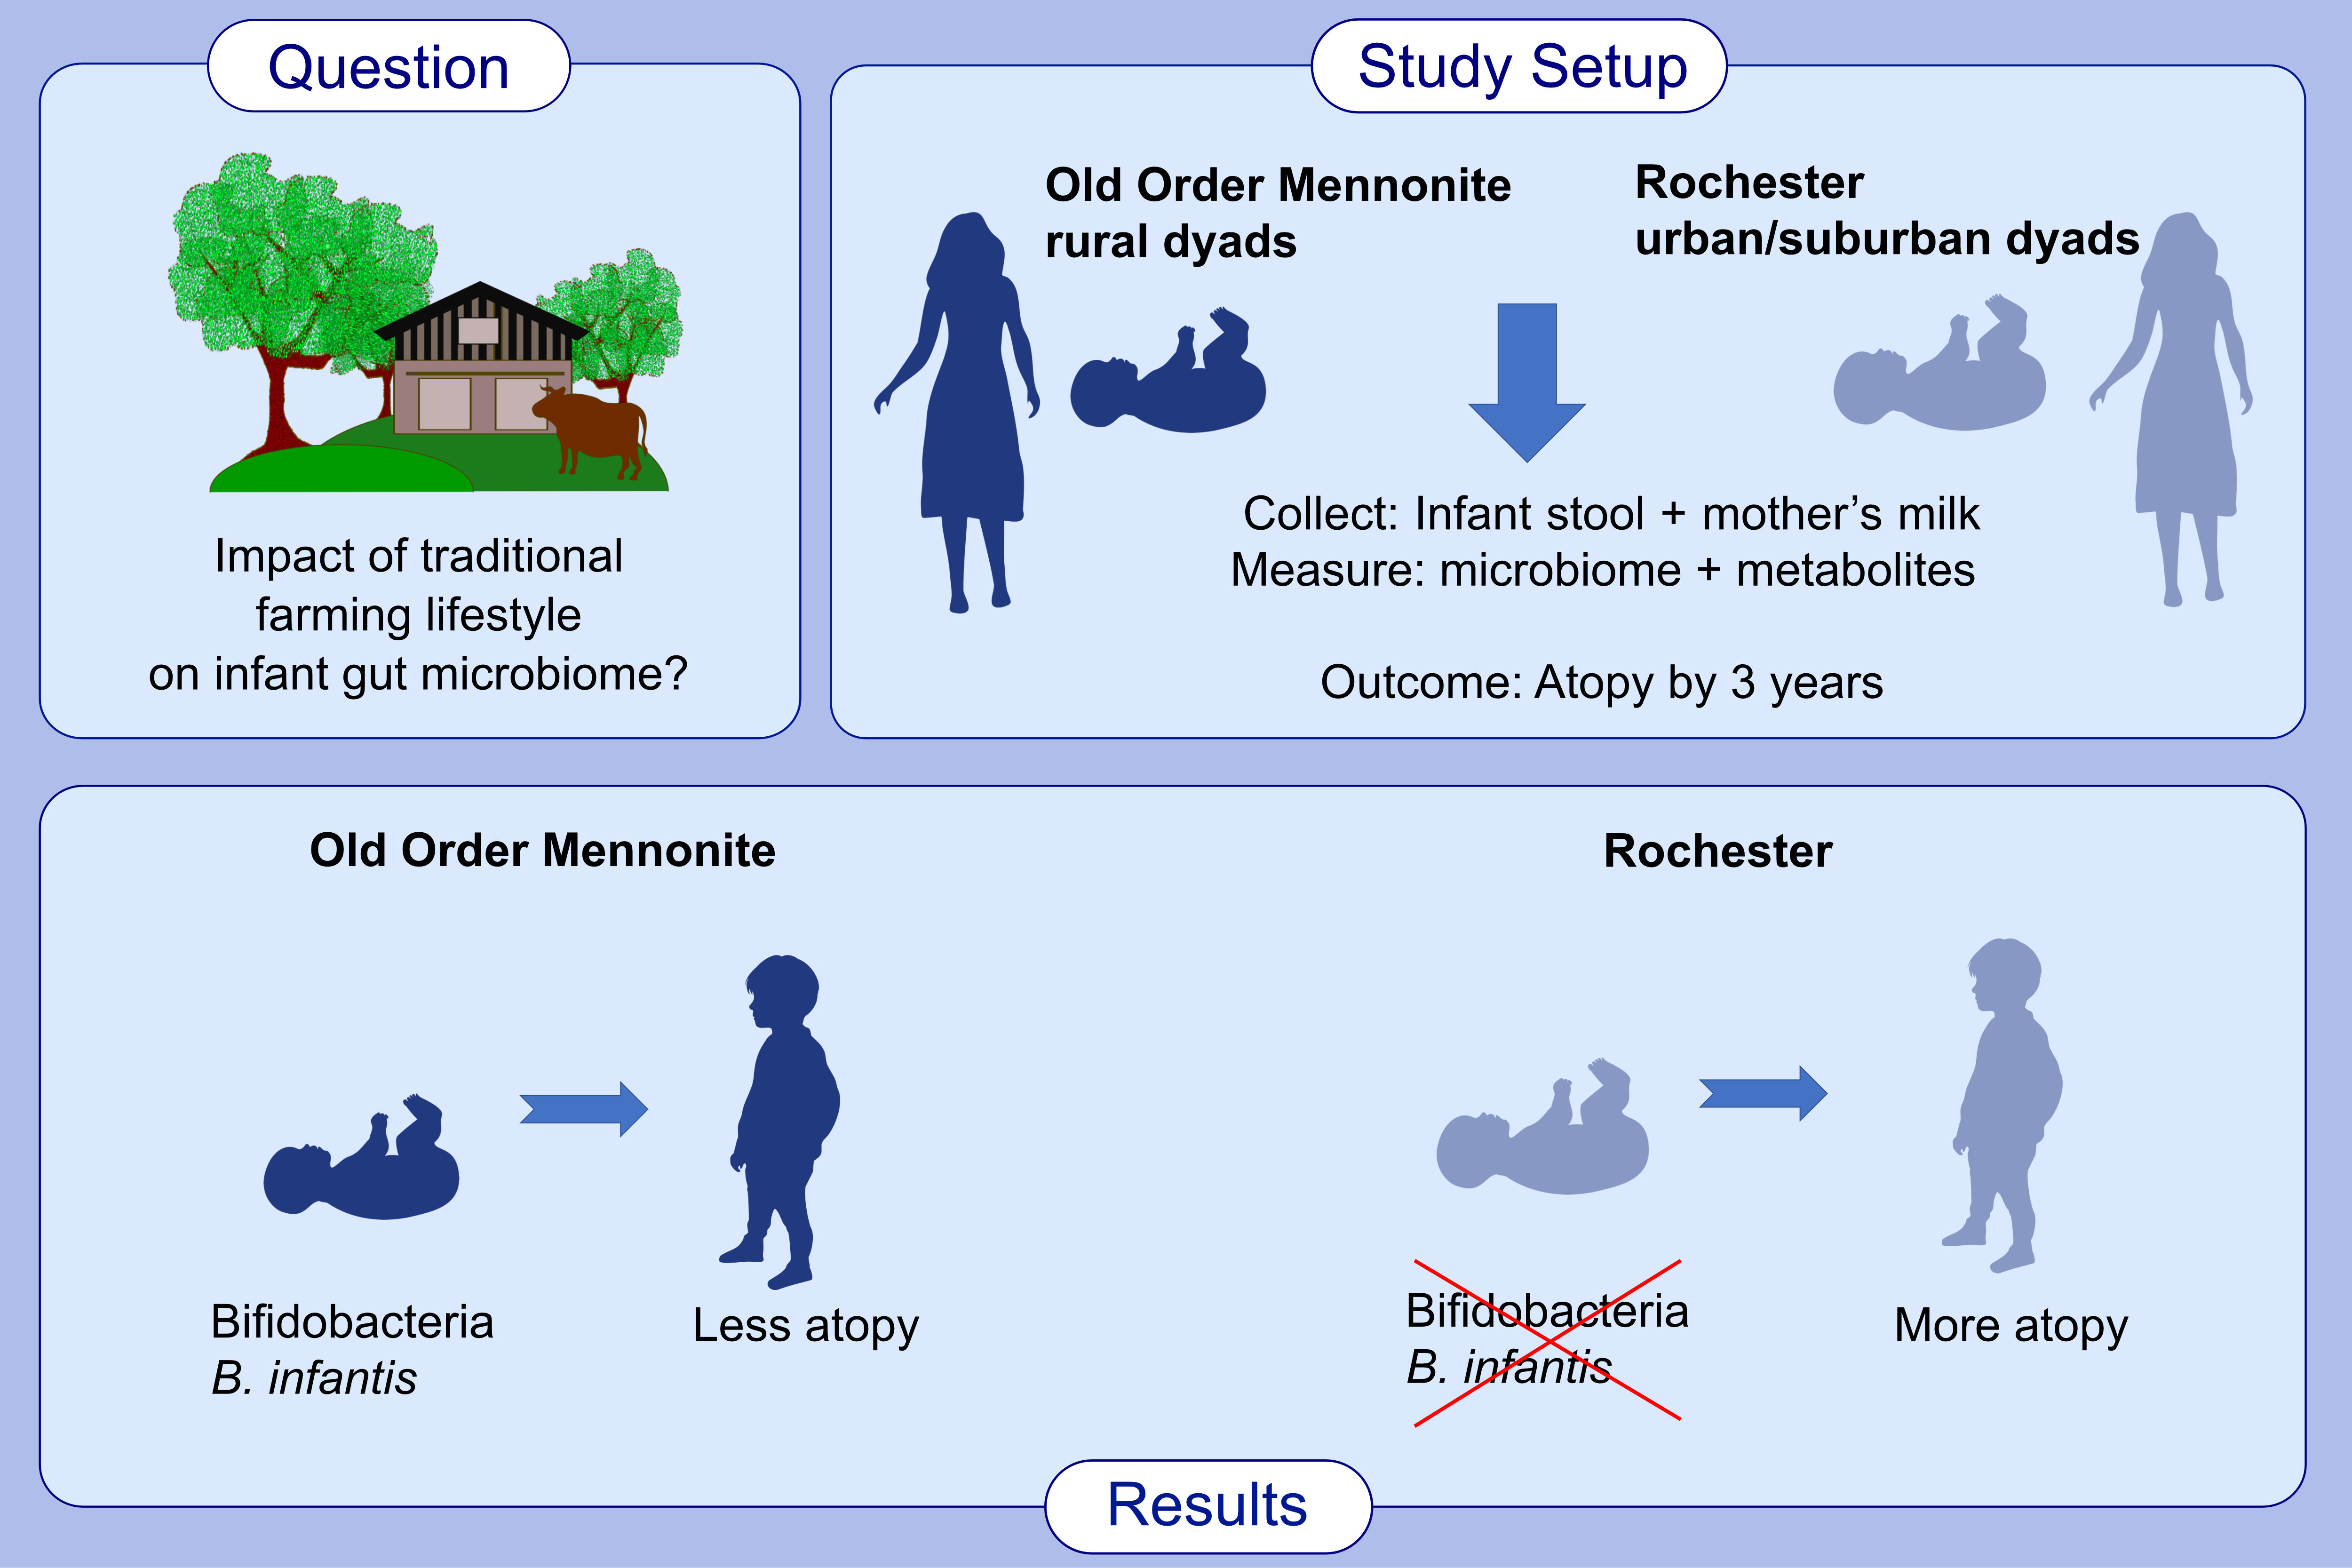 Question
Impact of traditional
farming lifestyle
on infant gut microbiome?
Study Setup
Old Order Mennonite
rural dyads
Rochester
urban/suburban dyads
Collect: Infant stool + mother’s milk
Measure: microbiome + metabolites
Outcome: Atopy by 3 years
Old Order Mennonite
Bifidobacteria
B. infantis
Less atopy
Rochester
Bifidobacteria
B. infantis
More atopy
Results